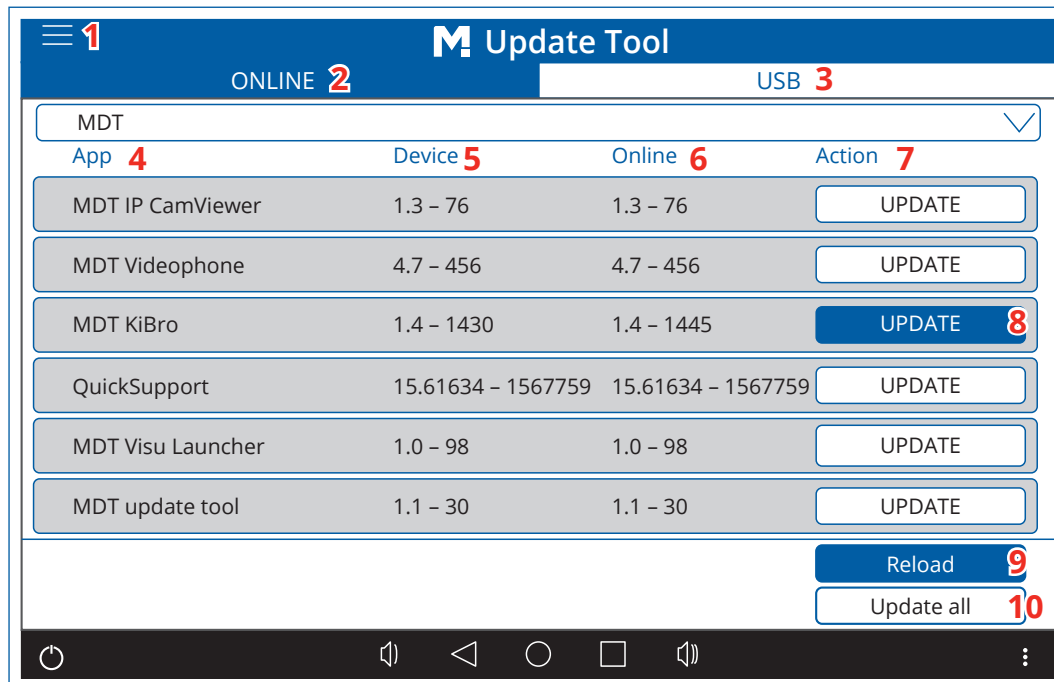 1
M! Update Tool
ONLINE 2 USB 3
MDT
App 4 Device 5 Online 6 Action 7
MDT IP CamViewer 1.3 – 76 1.3 – 76 UPDATE
MDT Videophone 4.7 – 456 4.7 – 456 UPDATE
MDT KiBro 1.4 – 1430 1.4 – 1445 UPDATE 8
QuickSupport 15.61634 – 1567759 15.61634 – 1567759 UPDATE
MDT Visu Launcher 1.0 – 98 1.0 – 98 UPDATE
MDT update tool 1.1 – 30 1.1 – 30 UPDATE
Reload 9
Update all 10